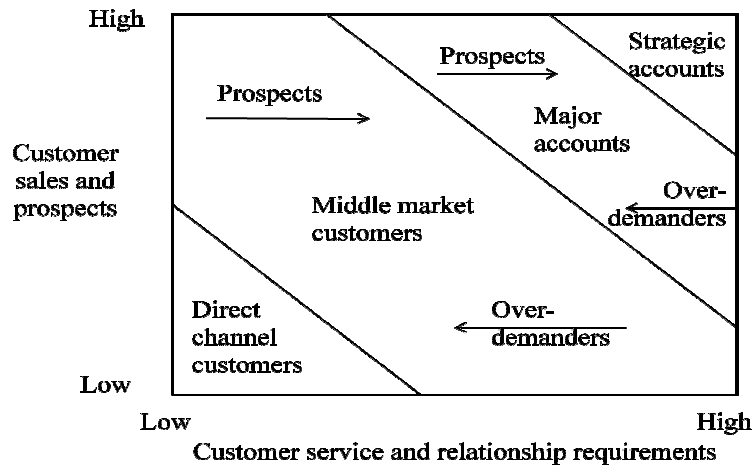 High
Strategic
accounts
Prospects
Prospects
Major
accounts
Customer
sales and
prospects
Over-
demanders
Middle market
customers
Direct
channel
customers
Over-
demanders
Low
Low
High
Customer service and relationship requirements